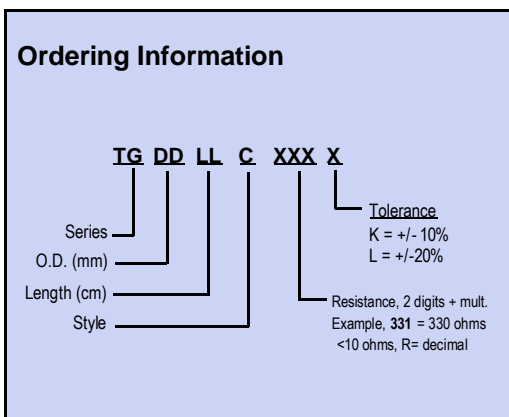 Ordering Information
TG DD LL C XXX X
Series
O.D. (mm)
Length (cm)
Style
Tolerance
K = +/- 10%
L = +/-20%
Resistance, 2 digits + mult.
Example, 331 = 330 ohms
<10 ohms, R= decimal